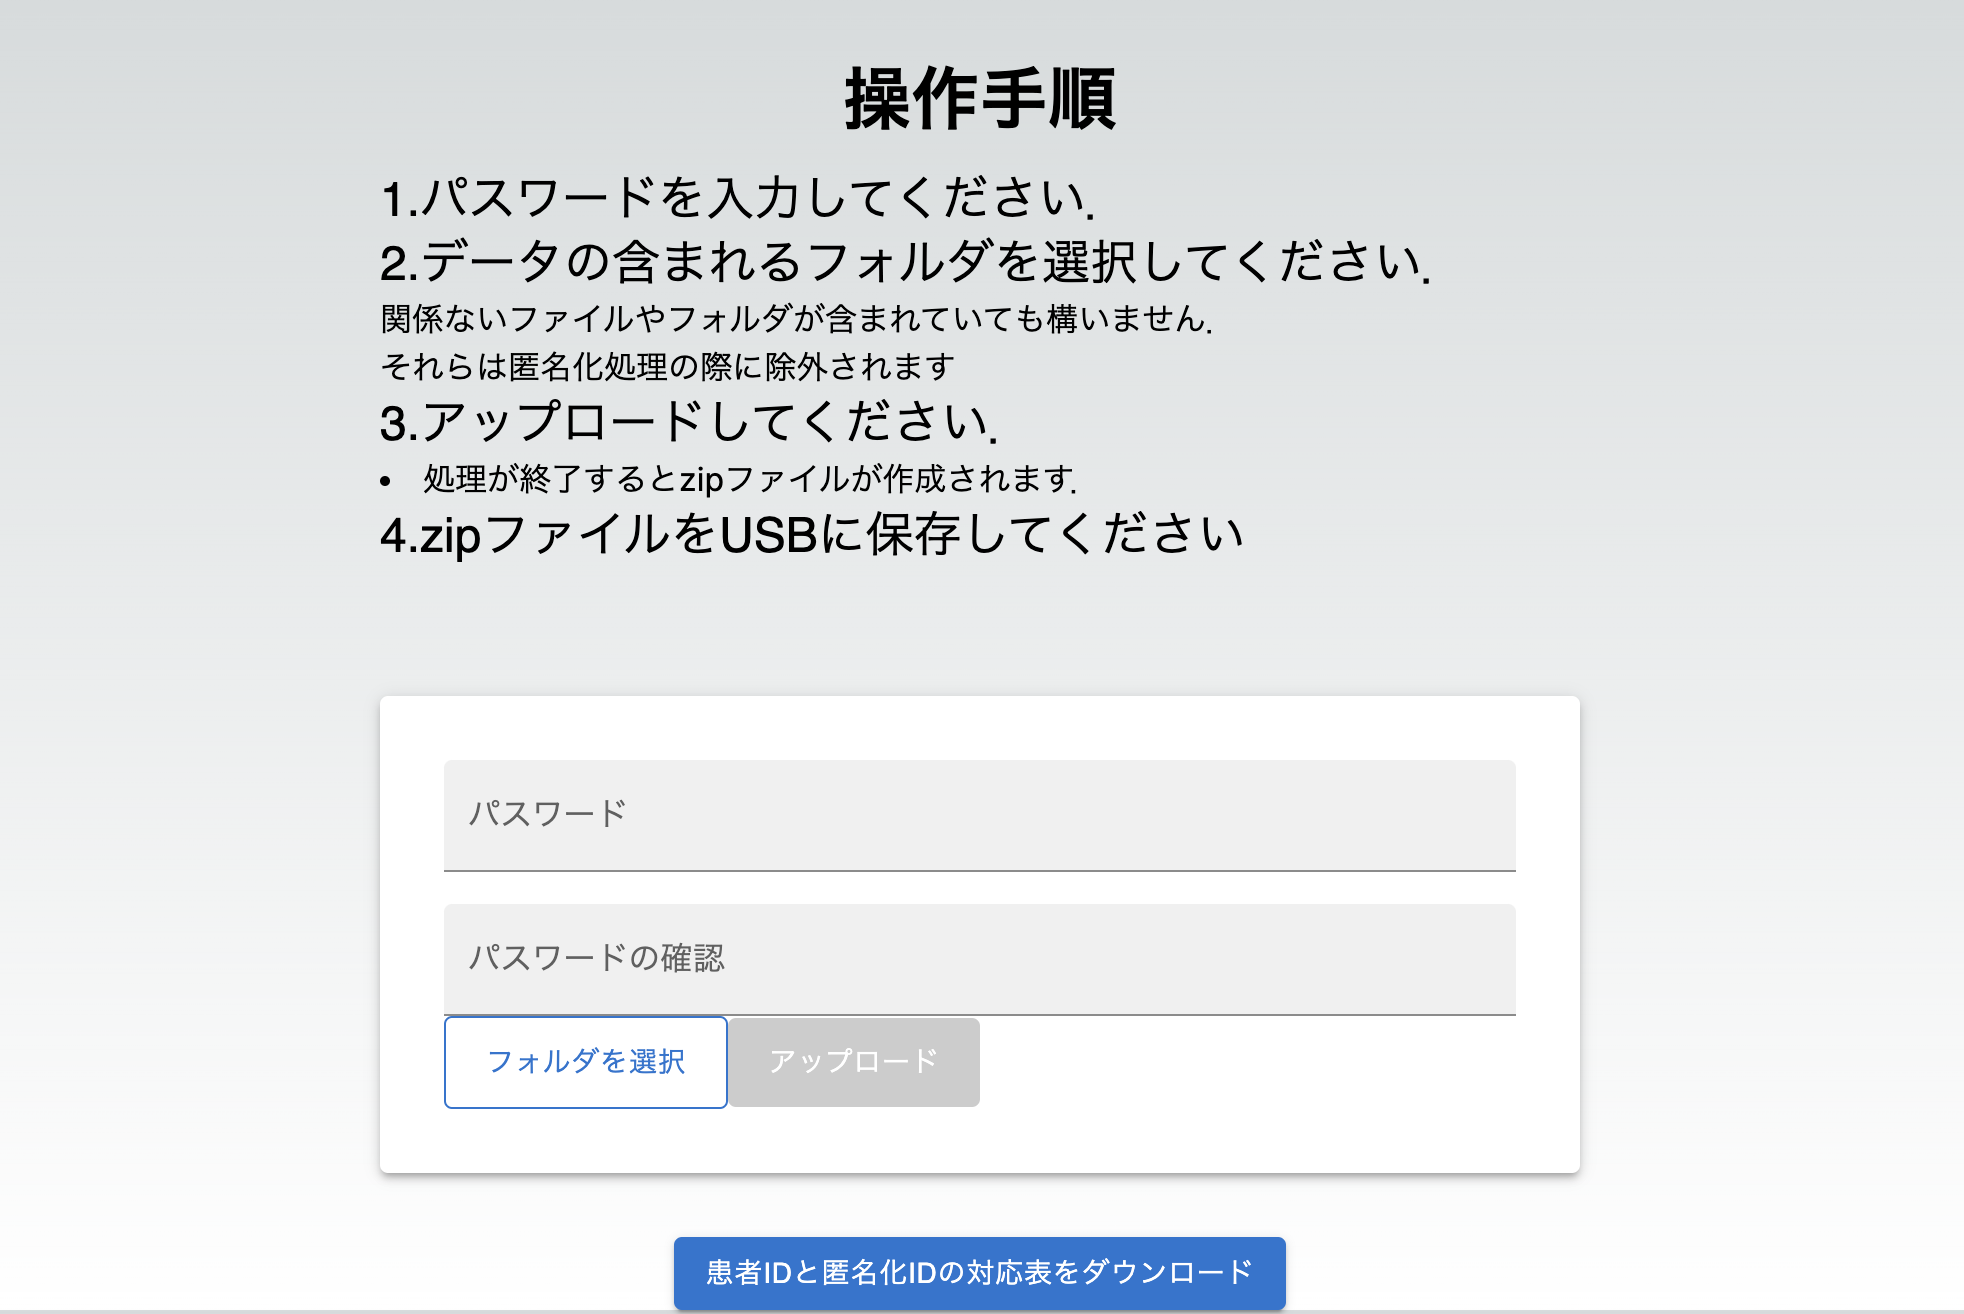 操作手順
1.パスワードを入力してください.
2.データの含まれるフォルダを選択してください.
関係ないファイルやフォルダが含まれていても構いません.
それらは匿名化処理の際に除外されます
3.アップロードしてください.
• 処理が終了するとzipファイルが作成されます.
4.zipファイルをUSBに保存してください
パスワード
パスワードの確認
フォルダを選択 アップロード
患者IDと匿名化IDの対応表をダウンロード